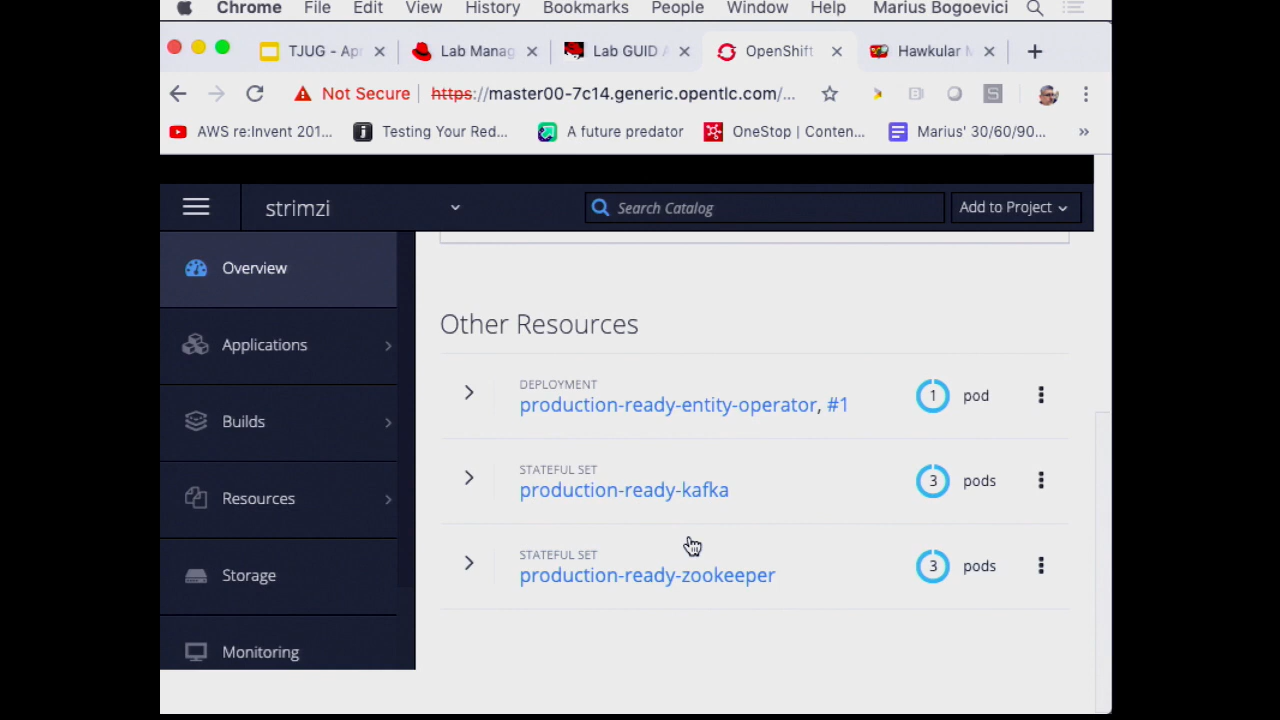 Chrome File Edit View History Bookmarks People Window Help Marius Bogoevici
TJUG - Apr Lab Manag Lab GUID A OpenShift Hawkular M
Not Secure https://master00-7c14.generic.opentlc.com/...
AWS re:Invent 201... Testing Your Red... A future predator OneStop | Conten... Marius' 30/60/90... »
strimzi Search Catalog Add to Project
Overview
Applications
Builds
Resources
Storage
Monitoring
Other Resources
DEPLOYMENT
production-ready-entity-operator, #1 1 pod
STATEFUL SET
production-ready-kafka 3 pods
STATEFUL SET
production-ready-zookeeper 3 pods